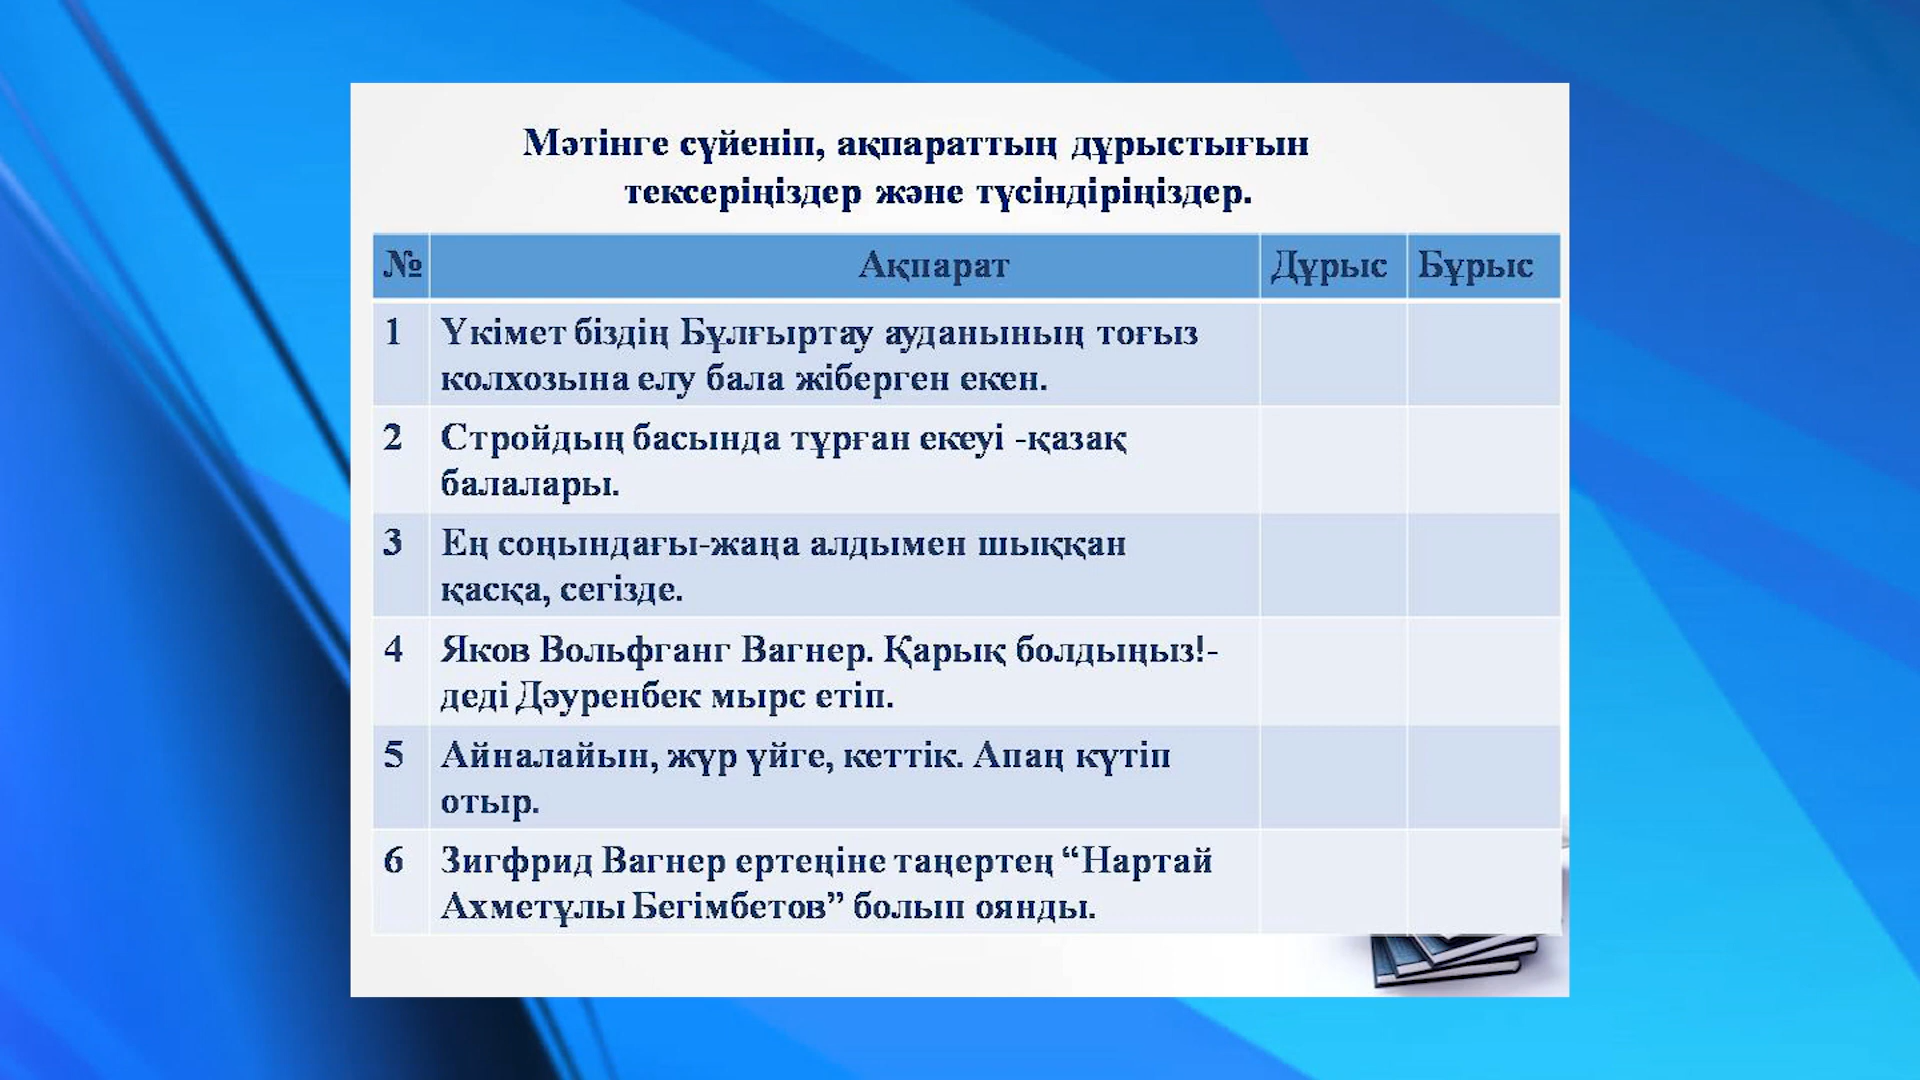 Мәтінге сүйеніп, ақпараттың дұрыстығын
тексеріңіздер және түсіндіріңіздер.
№ Ақпарат Дұрыс Бұрыс
1 Үкімет біздің Бұлғыртау ауданының тоғыз
колхозына елу бала жіберген екен.
2 Стройдың басында тұрған екеуі -қазақ
балалары.
3 Ең соңындағы-жаңа алдымен шыққан
қасқа, сегізде.
4 Яков Вольфганг Вагнер. Қарық болдыңыз!-
деді Дәуренбек мырс етіп.
5 Айналайын, жүр үйге, кеттік. Апаң күтіп
отыр.
6 Зигфрид Вагнер ертеңіне таңертең “Нартай
Ахметұлы Бегімбетов” болып оянды.